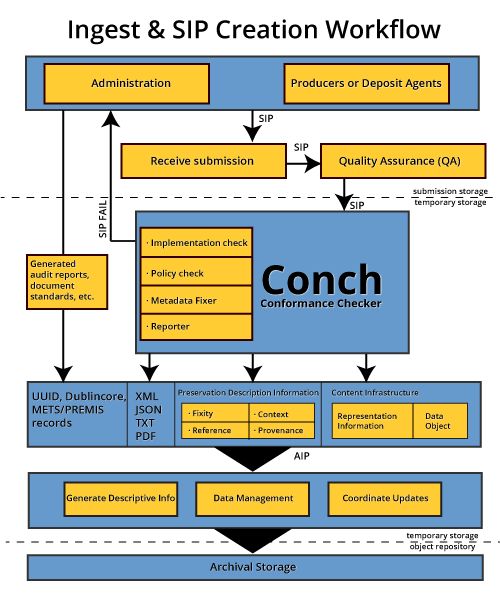 Ingest & SIP Creation Workflow
Administration
Producers or Deposit Agents
SIP
Receive submission
SIP
Quality Assurance (QA)
submission storage
temporary storage
SIP
SIP FAIL
· Implementation check
· Policy check
· Metadata Fixer
· Reporter
Conch
Conformance Checker
Generated
audit reports,
document
standards, etc.
UUID, Dublincore,
METS/PREMIS
records
XML
JSON
TXT
PDF
Preservation Description Information
· Fixity
· Context
· Reference
· Provenance
Content Infrastructure
Representation
Information
Data
Object
AIP
Generate Descriptive Info
Data Management
Coordinate Updates
temporary storage
object repository
Archival Storage